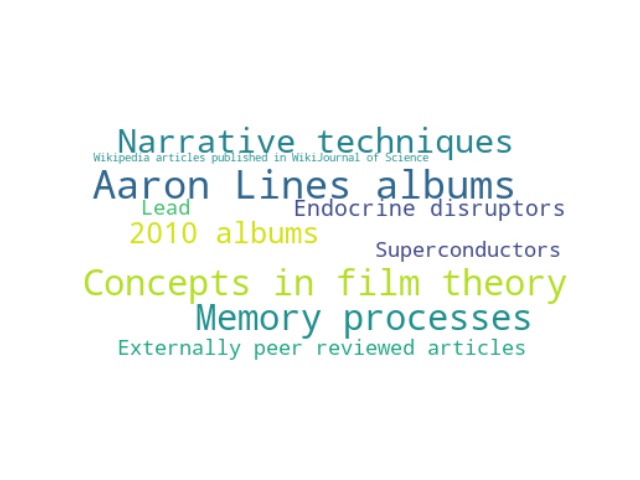 Narrative techniques
Wikipedia articles published in WikiJournal of Science
Aaron Lines albums
Lead
Endocrine disruptors
2010 albums
Superconductors
Concepts in film theory
Memory processes
Externally peer reviewed articles